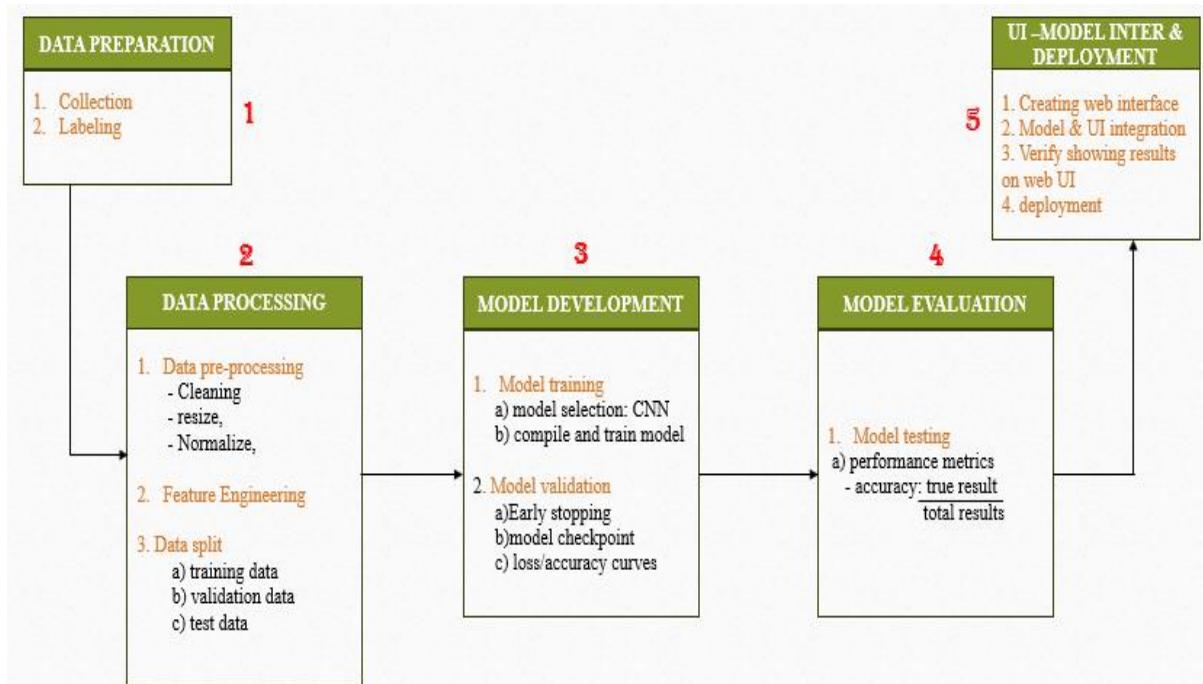 DATA PREPARATION
1. Collection
2. Labeling
1
2
DATA PROCESSING
1. Data pre-processing
- Cleaning
- resize,
- Normalize,
2. Feature Engineering
3. Data split
a) training data
b) validation data
c) test data
3
MODEL DEVELOPMENT
1. Model training
a) model selection: CNN
b) compile and train model
2. Model validation
a)Early stopping
b)model checkpoint
c) loss/accuracy curves
4
MODEL EVALUATION
1. Model testing
a) performance metrics
- accuracy: true result
total results
5
UI –MODEL INTER &
DEPLOYMENT
1. Creating web interface
2. Model & UI integration
3. Verify showing results
on web UI
4. deployment